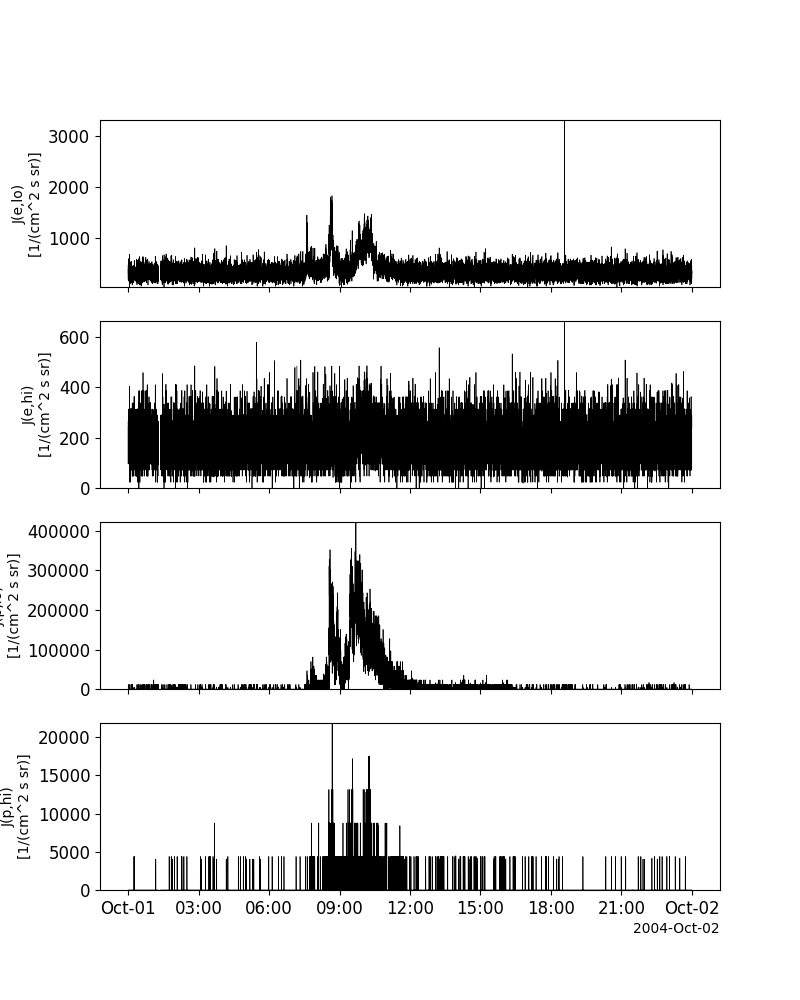 3000
2000
1000
J(e,lo)
[1/(cm^2 s sr)]
600
400
200
0
J(e,hi)
[1/(cm^2 s sr)]
400000
300000
200000
100000
0
[1/(cm^2 s sr)]
20000
15000
10000
5000
0
J(p,hi)
[1/(cm^2 s sr)]
Oct-01 03:00 06:00 09:00 12:00 15:00 18:00 21:00 Oct-02
2004-Oct-02